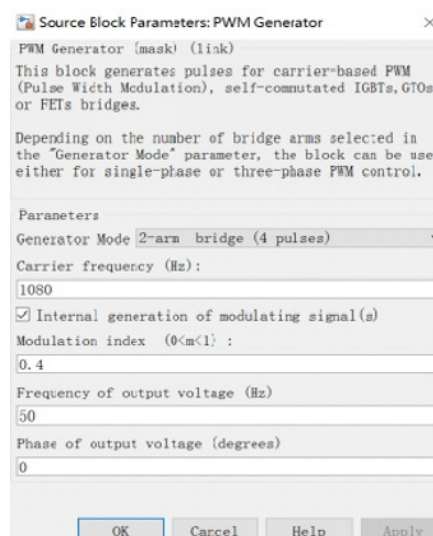 Source Block Parameters: PWM Generator
PWM Generator (mask) (link)
This block generates pulses for carrier-based PWM
(Pulse Width Modulation), self-commutated IGBTs,GTOs
or FETs bridges.
Depending on the number of bridge arms selected in
the "Generator Mode" parameter, the block can be use
either for single-phase or three-phase PWM control.
Parameters
Generator Mode 2-arm bridge (4 pulses)
Carrier frequency (Hz):
1080
Internal generation of modulating signal(s)
Modulation index (0<m<1) :
0.4
Frequency of output voltage (Hz)
50
Phase of output voltage (degrees)
0
OK Cancel Help Apply